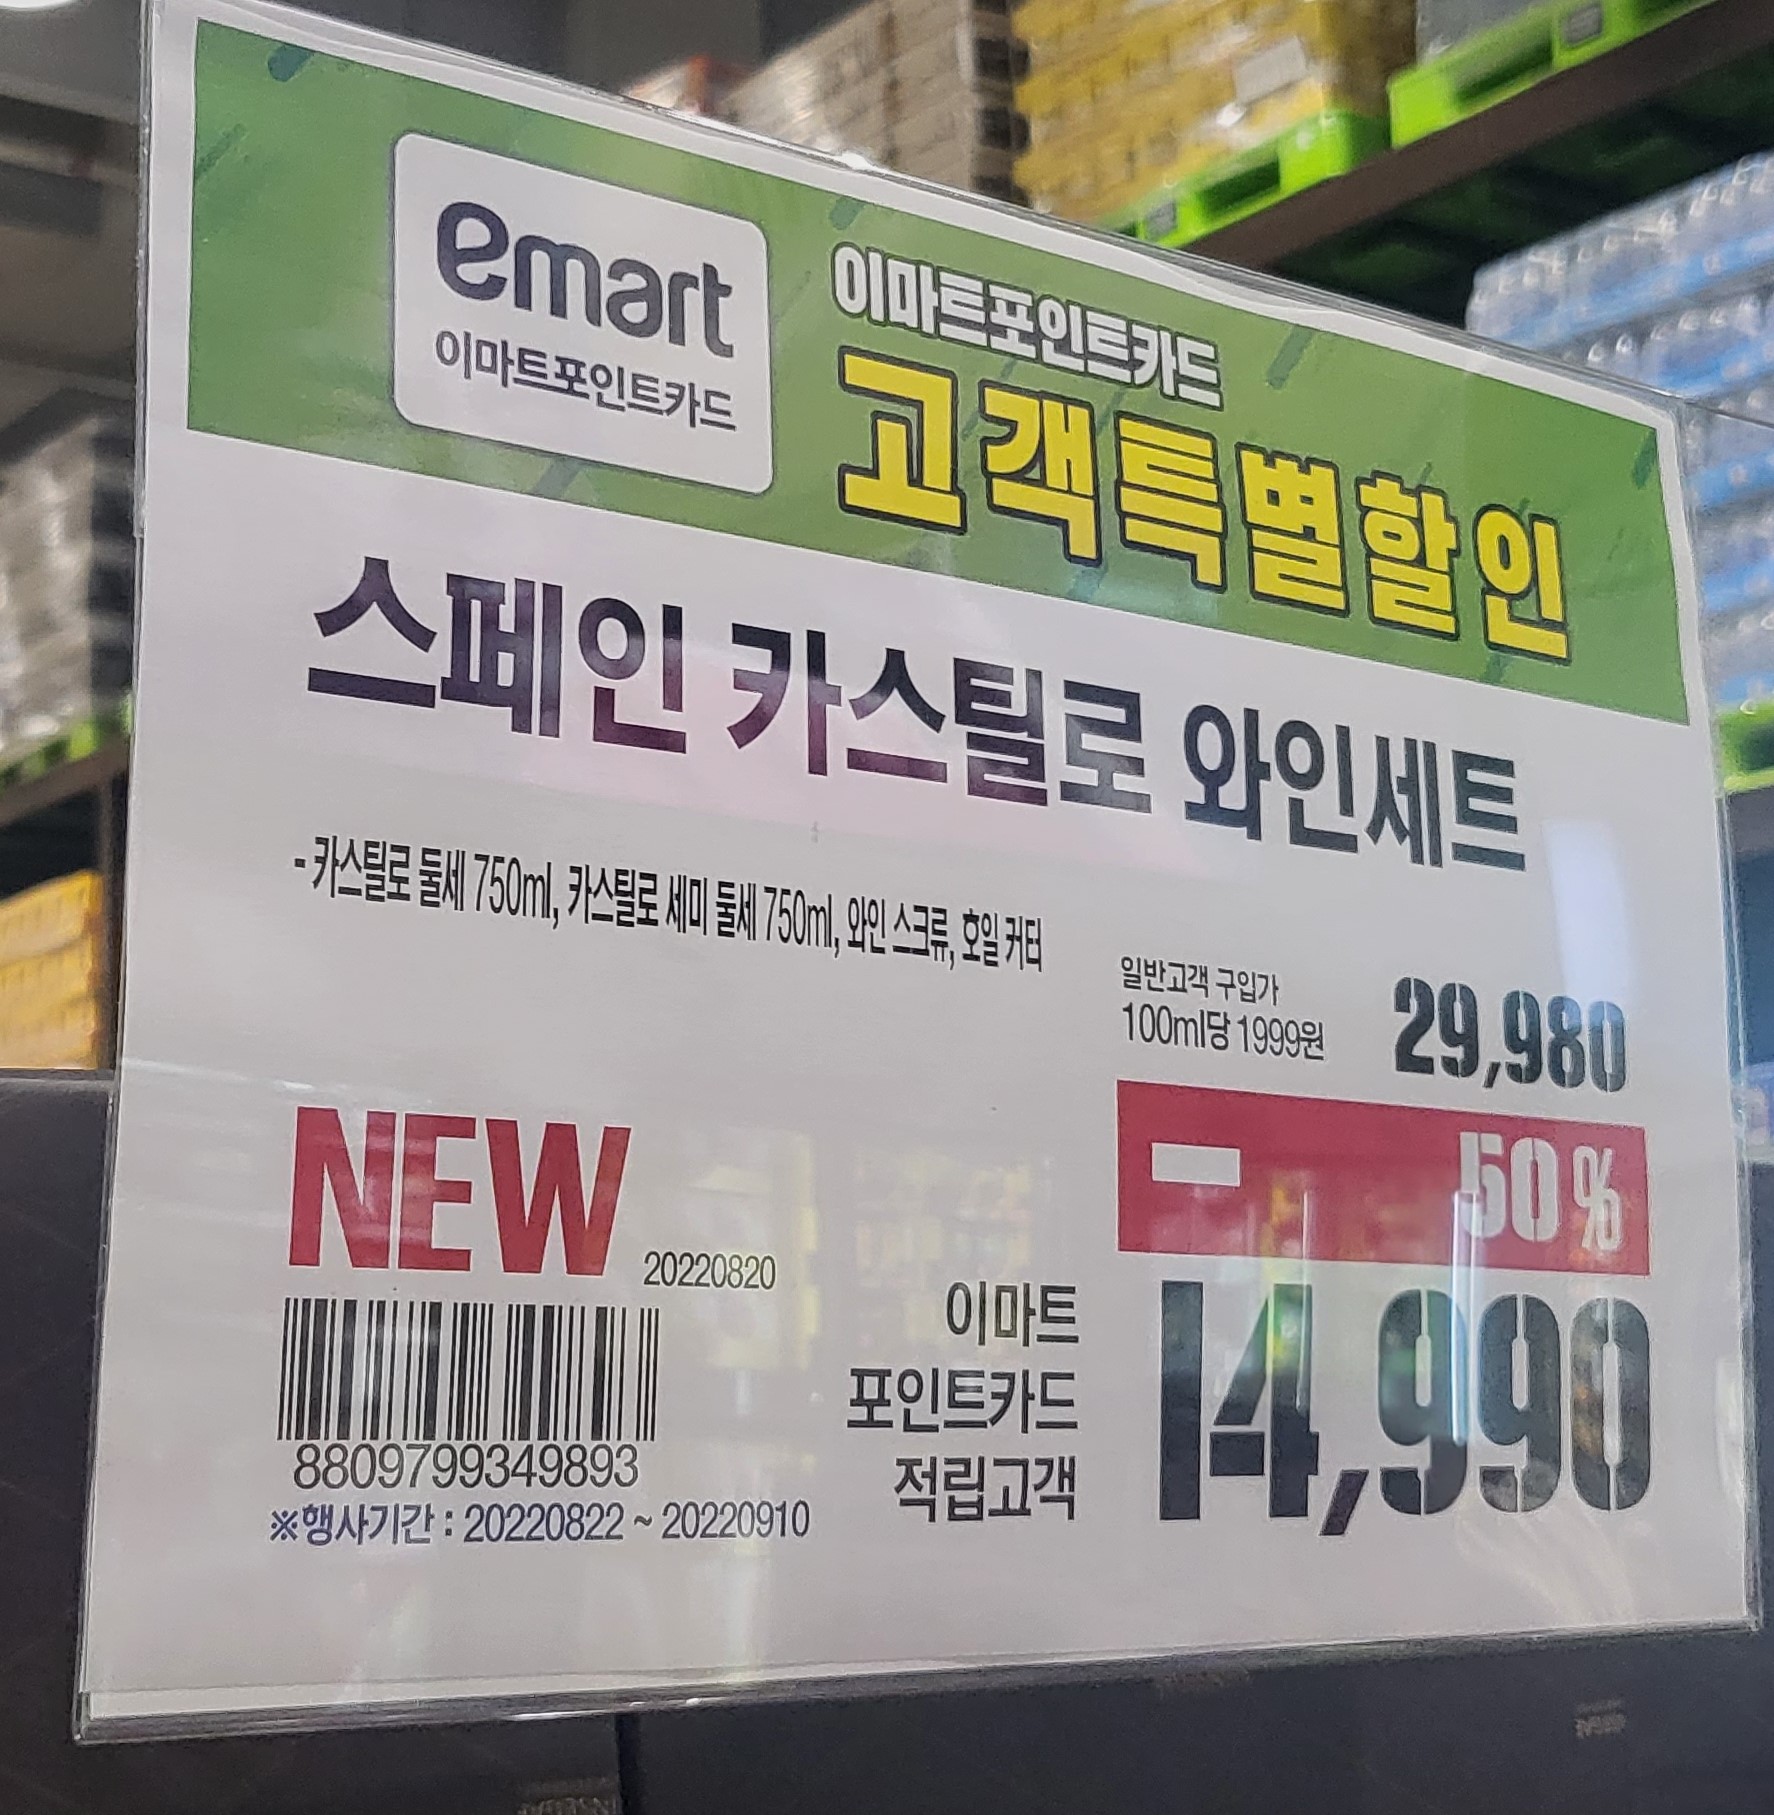 emart
이마트포인트카드
이마트포인트카드
고객특별할인
스페인 카스틸로 와인세트
- 카스틸로 둘세 750ml, 카스틸로 세미 둘세 750ml, 와인 스크류, 호일 커터
일반고객 구입가
100ml당 1999원
29,980
- 50%
NEW 20220820
8809799349893
※행사기간 : 20220822 ~ 20220910
이마트
포인트카드
적립고객
14,990